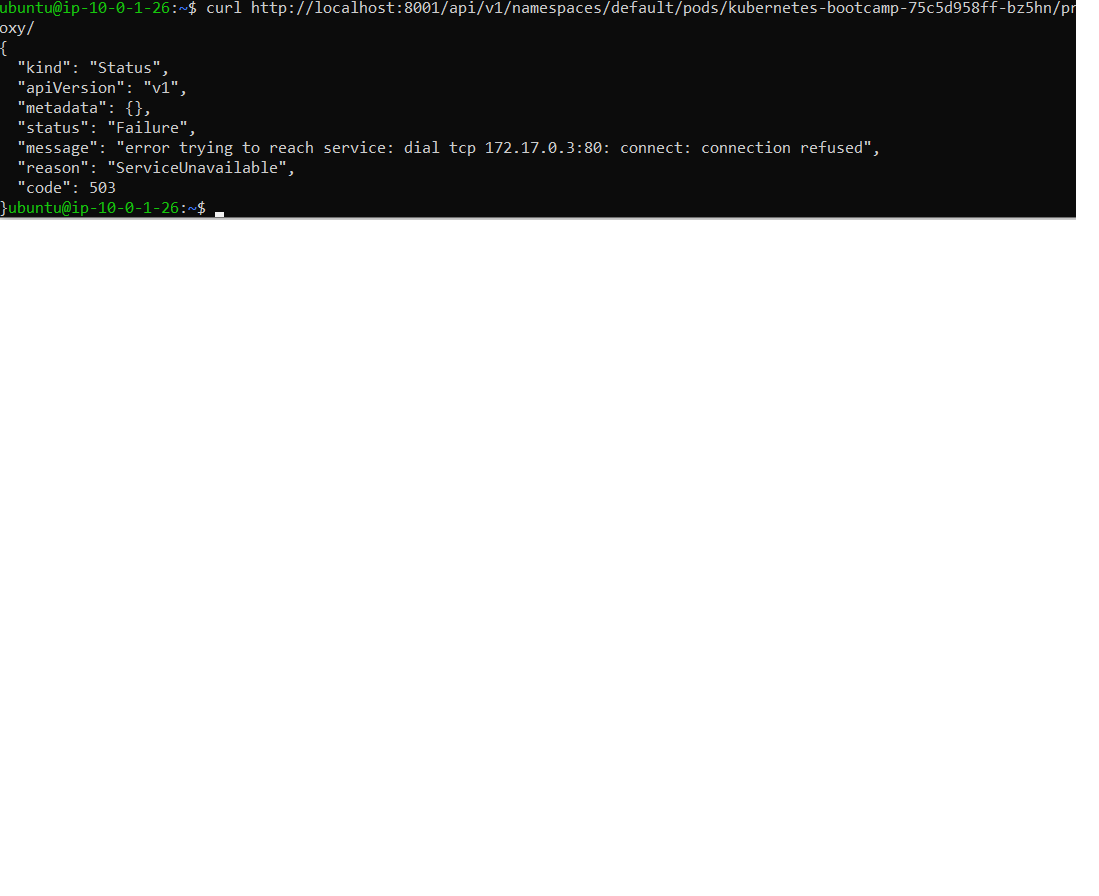 ubuntu@ip-10-0-1-26:~$ curl http://localhost:8001/api/v1/namespaces/default/pods/kubernetes-bootcamp-75c5d958ff-bz5hn/pr
oxy/
{
  "kind": "Status",
  "apiVersion": "v1",
  "metadata": {},
  "status": "Failure",
  "message": "error trying to reach service: dial tcp 172.17.0.3:80: connect: connection refused",
  "reason": "ServiceUnavailable",
  "code": 503
}ubuntu@ip-10-0-1-26:~$